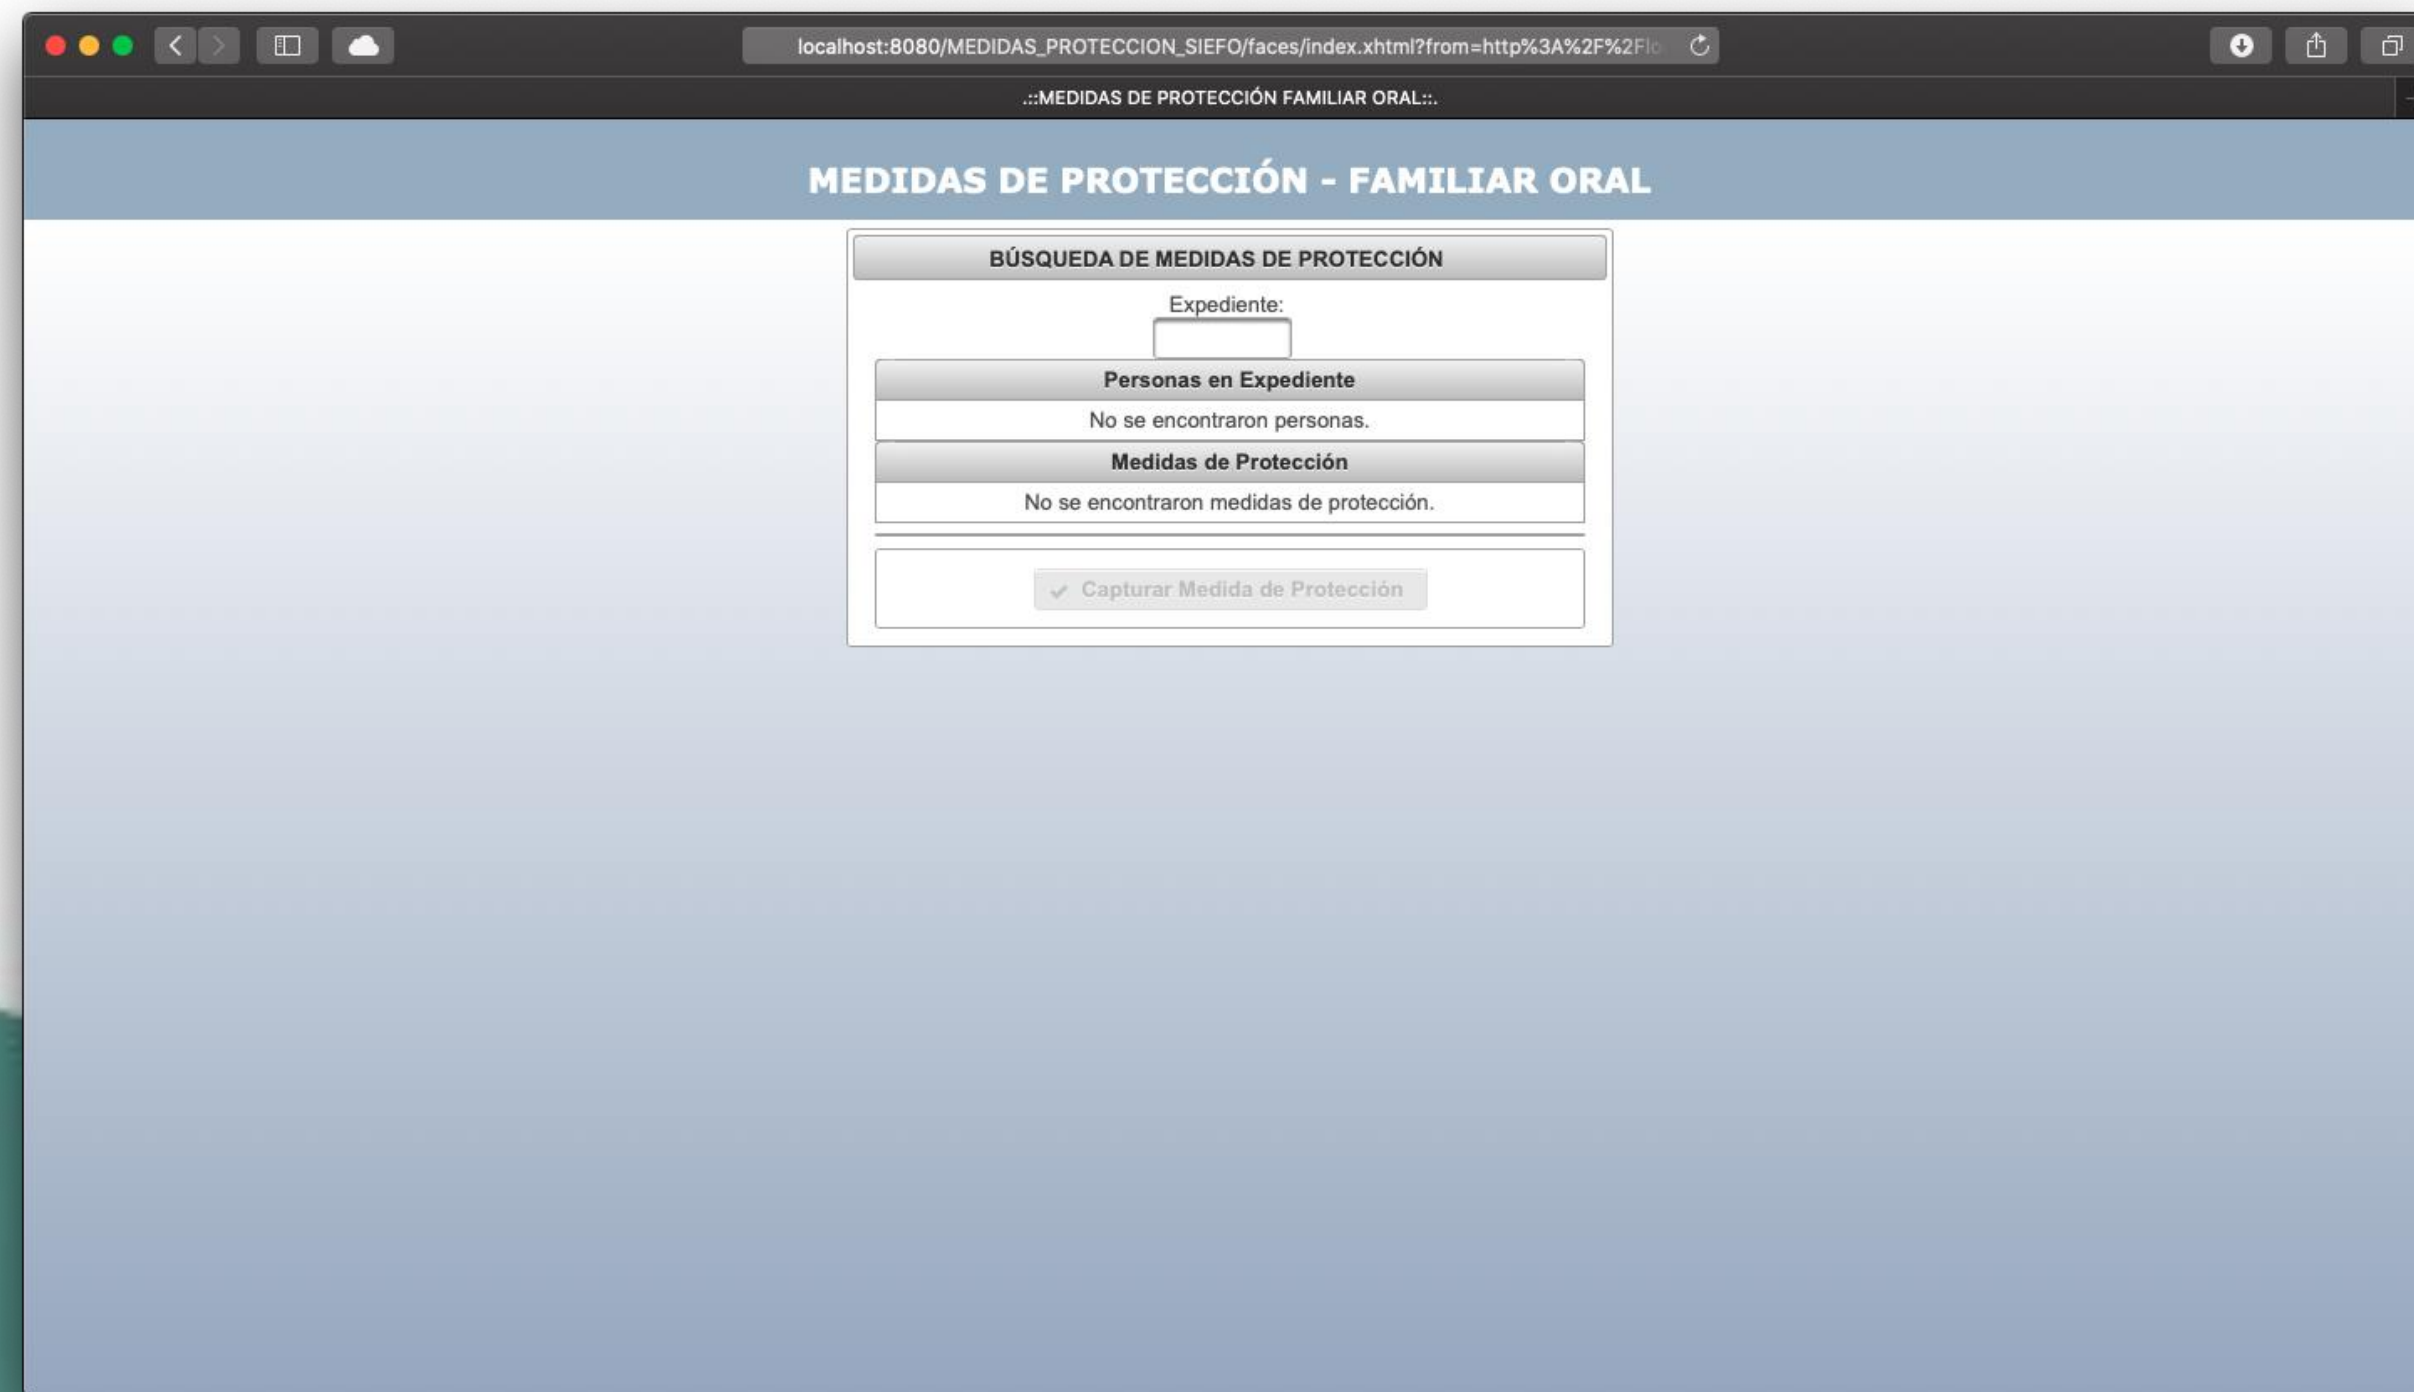 localhost:8080/MEDIDAS_PROTECCION_SIEFO/faces/index.xhtml?from=http%3A%2F%2Flo
.::MEDIDAS DE PROTECCIÓN FAMILIAR ORAL::.
MEDIDAS DE PROTECCIÓN - FAMILIAR ORAL
BÚSQUEDA DE MEDIDAS DE PROTECCIÓN
Expediente:
Personas en Expediente
No se encontraron personas.
Medidas de Protección
No se encontraron medidas de protección.
Capturar Medida de Protección